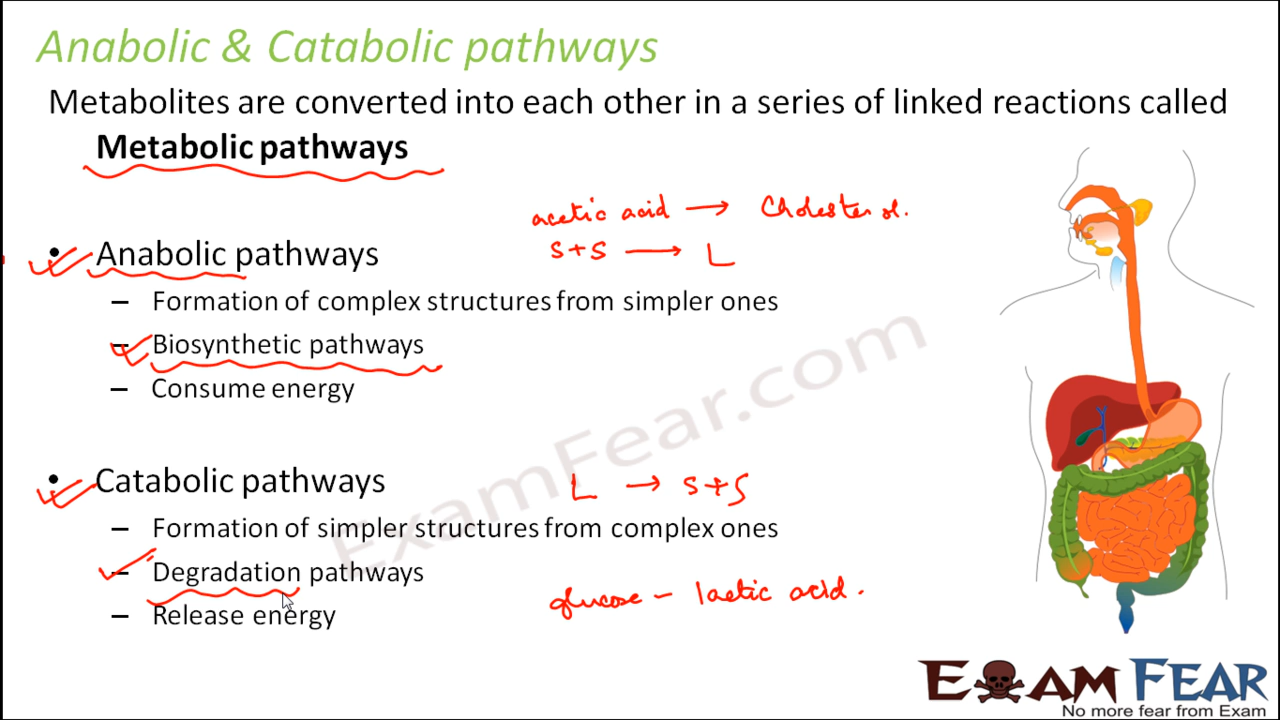 Anabolic & Catabolic pathways
Metabolites are converted into each other in a series of linked reactions called
Metabolic pathways
acetic acid → Cholesterol.
S+S → L
• Anabolic pathways
– Formation of complex structures from simpler ones
– Biosynthetic pathways
– Consume energy
ExamFear.com
• Catabolic pathways
L → S+S
– Formation of simpler structures from complex ones
– Degradation pathways
glucose – lactic acid.
– Release energy
EXAM FEAR
No more fear from Exam